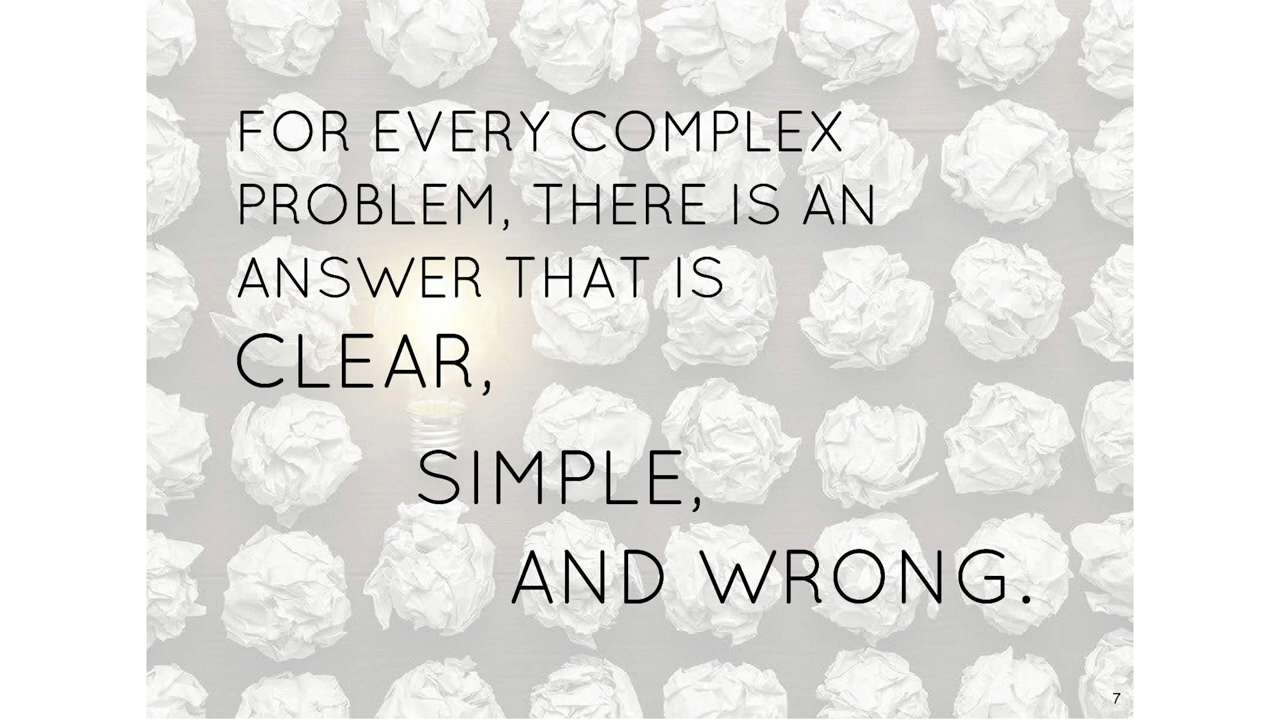 FOR EVERY COMPLEX
PROBLEM, THERE IS AN
ANSWER THAT IS
CLEAR,
SIMPLE,
AND WRONG.
7